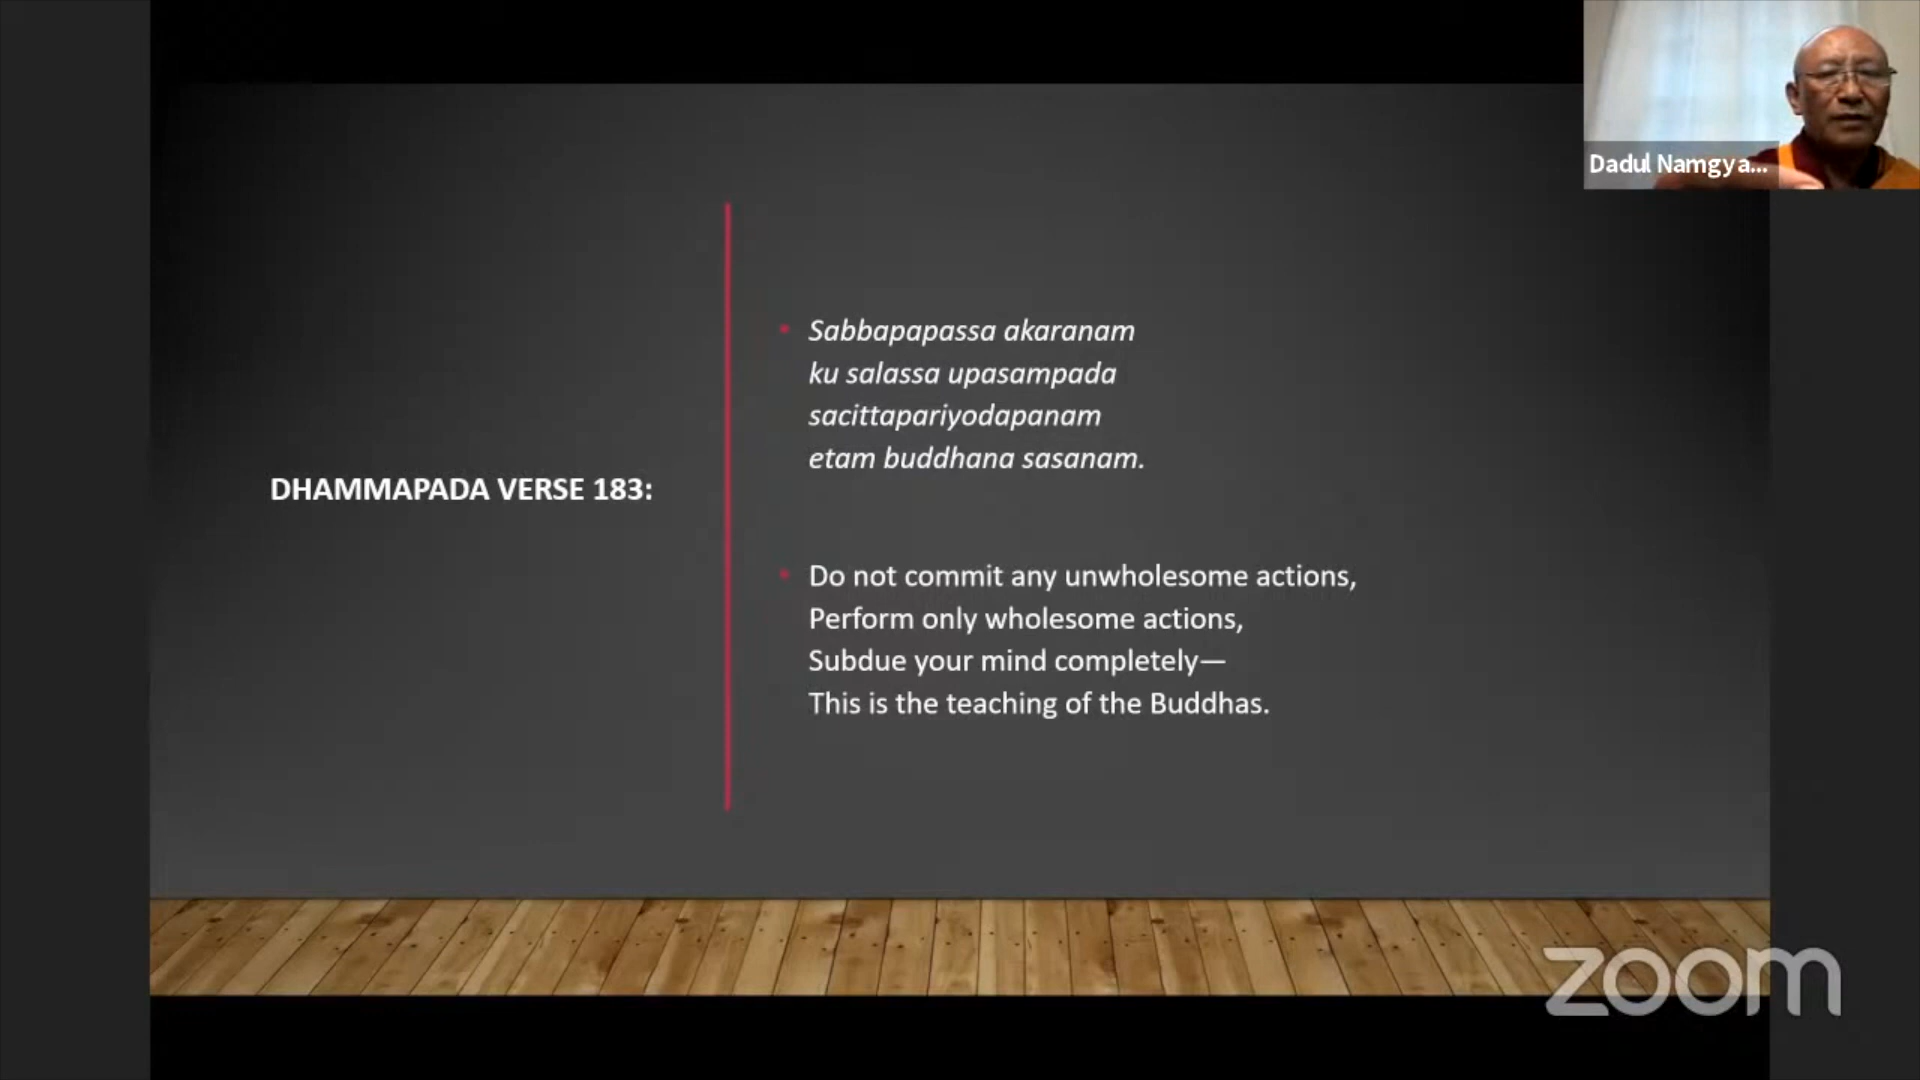 Dadul Namgya...
DHAMMAPADA VERSE 183:
Sabbapapassa akaranam
ku salassa upasampada
sacittapariyodapanam
etam buddhana sasanam.
Do not commit any unwholesome actions,
Perform only wholesome actions,
Subdue your mind completely—
This is the teaching of the Buddhas.
zoom